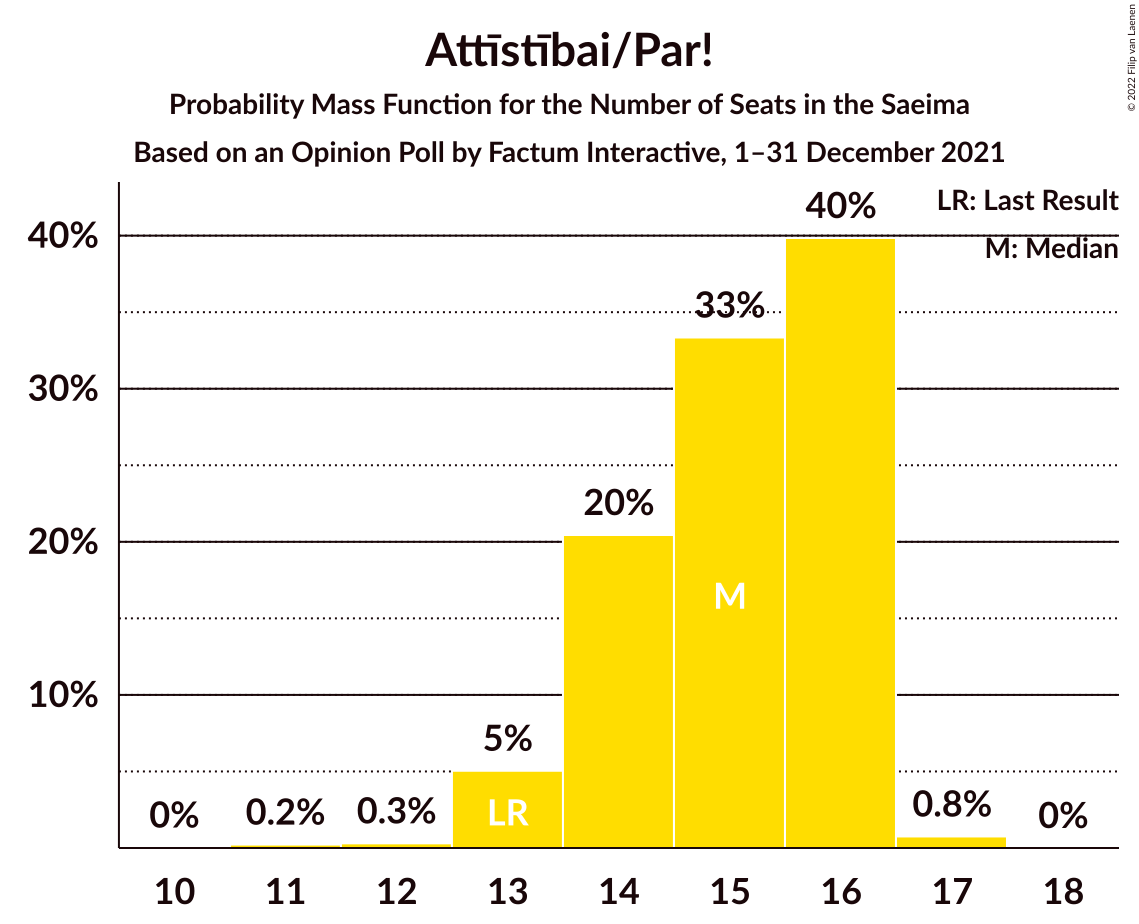 Attīstībai/Par!
Probability Mass Function for the Number of Seats in the Saeima
Based on an Opinion Poll by Factum Interactive, 1–31 December 2021
© 2022 Filip van Laenen
LR: Last Result
M: Median
40%
30%
20%
10%
0%
0.2%
0.3%
5%
20%
33%
40%
0.8%
0%
LR
M
10 11 12 13 14 15 16 17 18